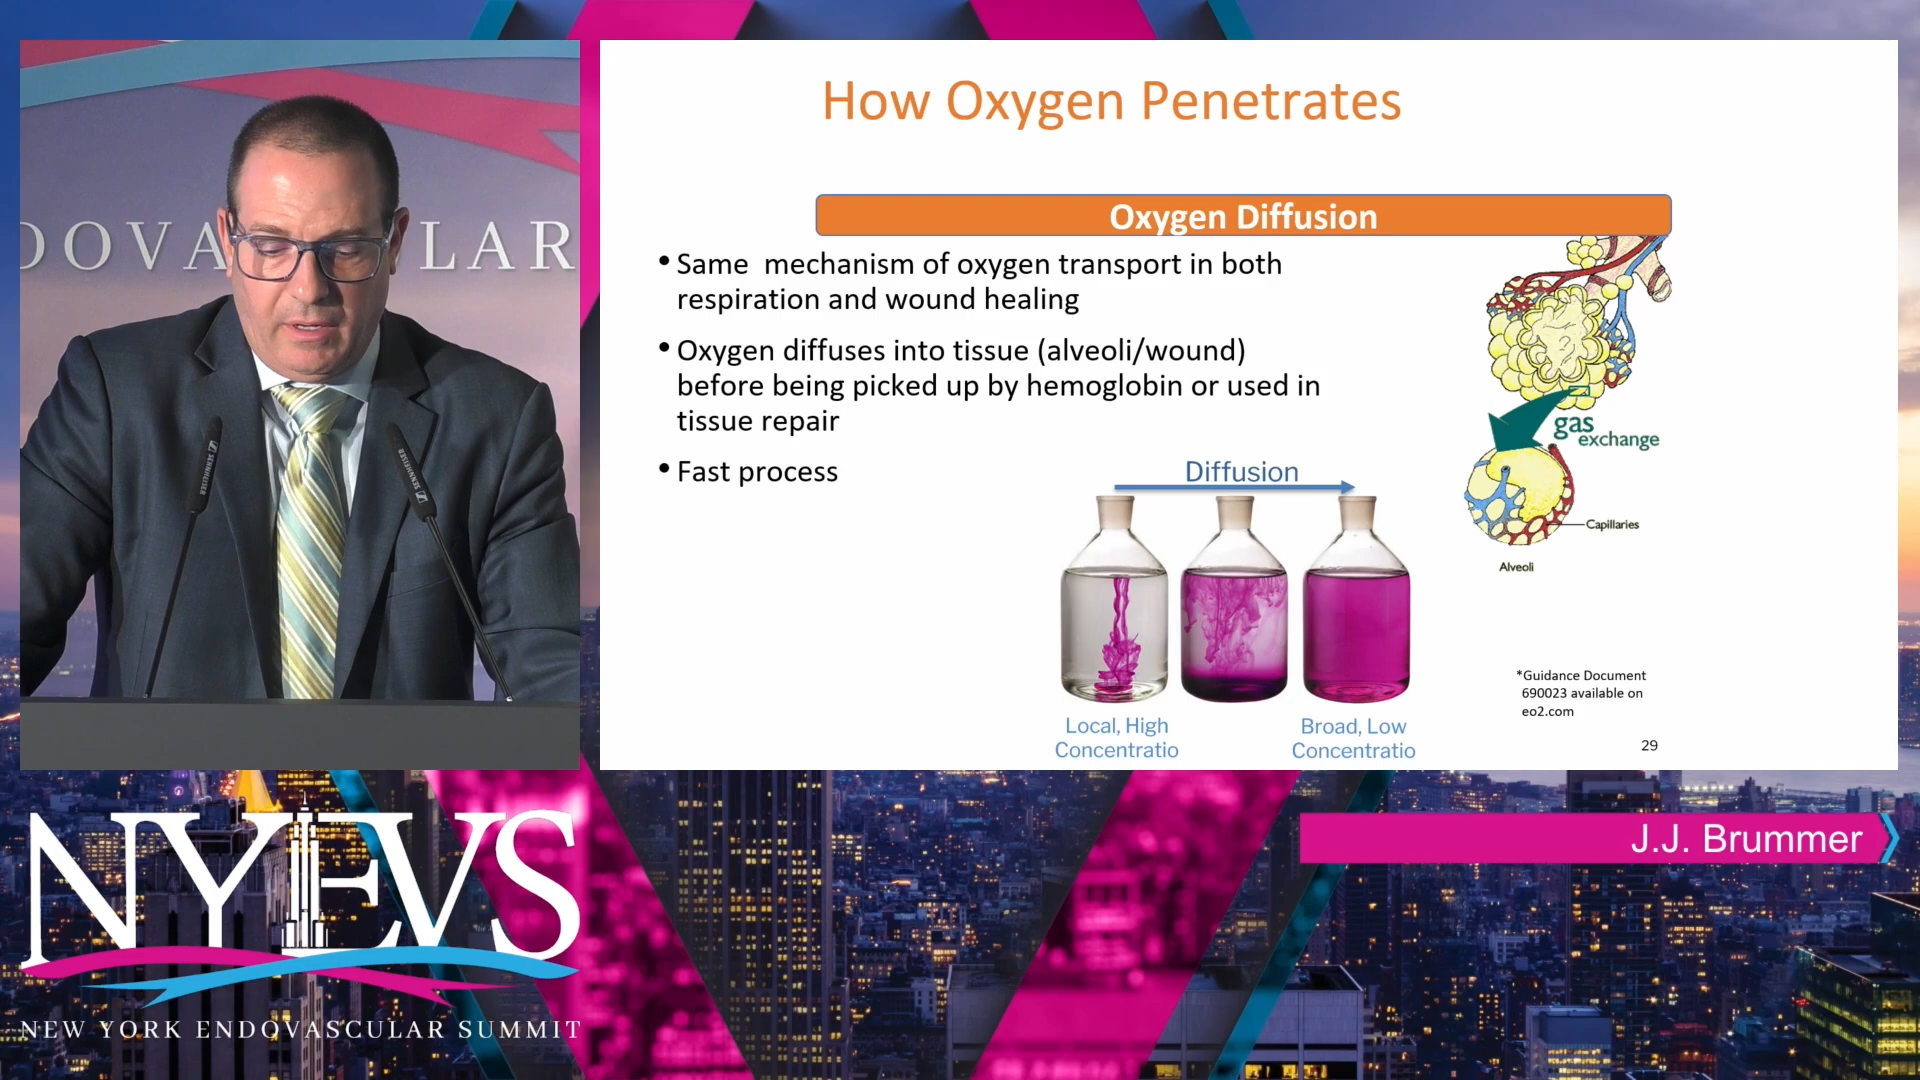 DOVA LAR
SENNHEISER
SENNHEISER
How Oxygen Penetrates
Oxygen Diffusion
• Same  mechanism of oxygen transport in both
respiration and wound healing
• Oxygen diffuses into tissue (alveoli/wound)
before being picked up by hemoglobin or used in
tissue repair
• Fast process
gas
exchange
Capillaries
Alveoli
Diffusion
Local, High
Concentratio
Broad, Low
Concentratio
*Guidance Document
690023 available on
eo2.com
29
J.J. Brummer
NYEVS
NEW YORK ENDOVASCULAR SUMMIT